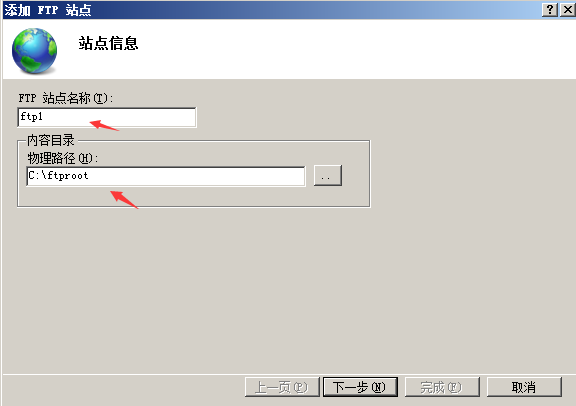 添加 FTP 站点
站点信息
FTP 站点名称(T):
ftp1
内容目录
物理路径(H):
C:\ftproot
..
上一页(P) 下一步(N) 完成(F) 取消